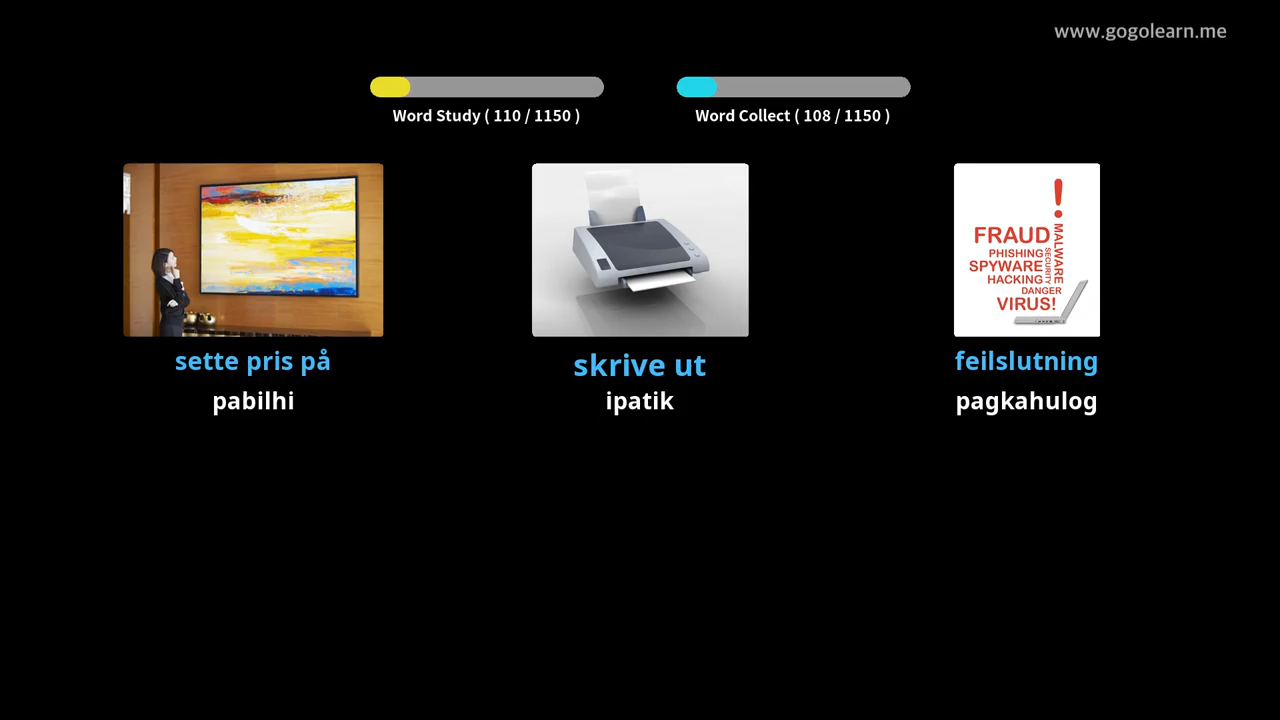 www.gogolearn.me
Word Study ( 110 / 1150 )
Word Collect ( 108 / 1150 )
FRAUD
PHISHING
SPYWARE
HACKING
DANGER
VIRUS!
MALWARE
SECURITY
!
sette pris på
pabilhi
skrive ut
ipatik
feilslutning
pagkahulog